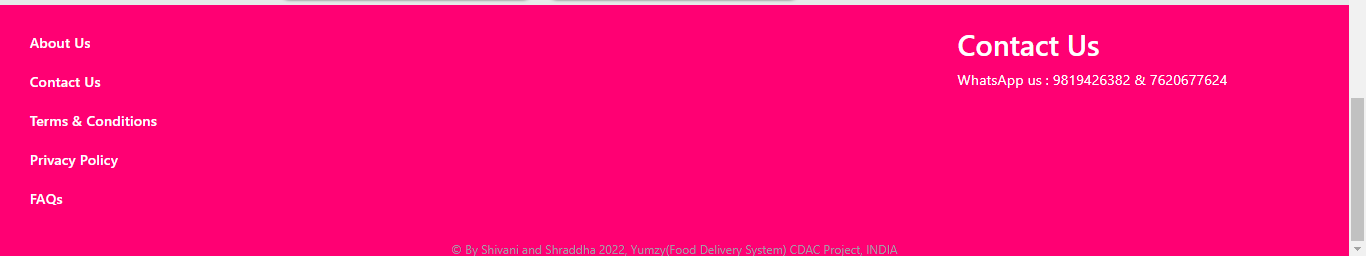 About Us
Contact Us
Terms & Conditions
Privacy Policy
FAQs
Contact Us
WhatsApp us : 9819426382 & 7620677624
© By Shivani and Shraddha 2022, Yumzy(Food Delivery System) CDAC Project, INDIA